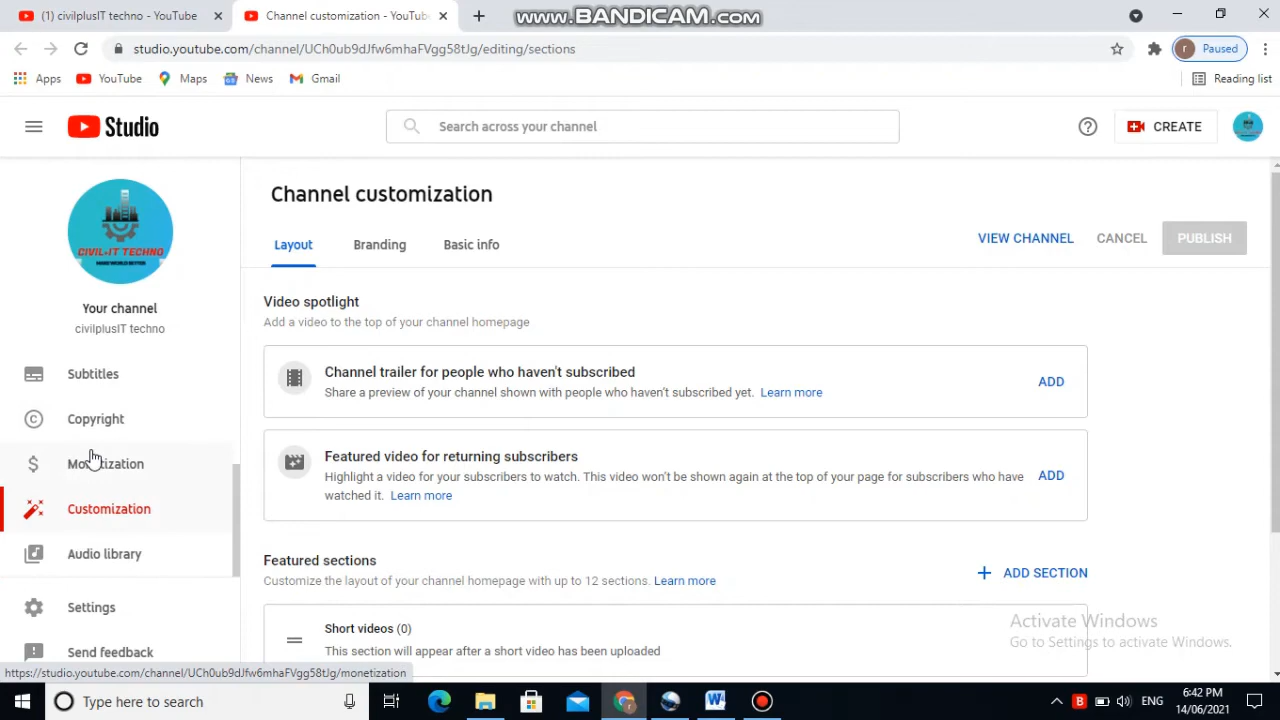 (1) civilplusIT techno - YouTube
Channel customization - YouTub
www.BANDICAM.com
studio.youtube.com/channel/UCh0ub9dJfw6mhaFVgg58tJg/editing/sections
r
Paused
Apps
YouTube
Maps
News
Gmail
Reading list
Studio
Search across your channel
CREATE
CIVIL+IT TECHNO
MAKE WORLD BETTER
Your channel
civilplusIT techno
Subtitles
Copyright
Monetization
Customization
Audio library
Settings
Send feedback
Channel customization
Layout
Branding
Basic info
VIEW CHANNEL
CANCEL
PUBLISH
Video spotlight
Add a video to the top of your channel homepage
Channel trailer for people who haven't subscribed
Share a preview of your channel shown with people who haven't subscribed yet. Learn more
ADD
Featured video for returning subscribers
Highlight a video for your subscribers to watch. This video won't be shown again at the top of your page for subscribers who have
watched it. Learn more
ADD
Featured sections
Customize the layout of your channel homepage with up to 12 sections. Learn more
ADD SECTION
Short videos (0)
This section will appear after a short video has been uploaded
Activate Windows
Go to Settings to activate Windows.
https://studio.youtube.com/channel/UCh0ub9dJfw6mhaFVgg58tJg/monetization
Type here to search
ENG
6:42 PM
14/06/2021